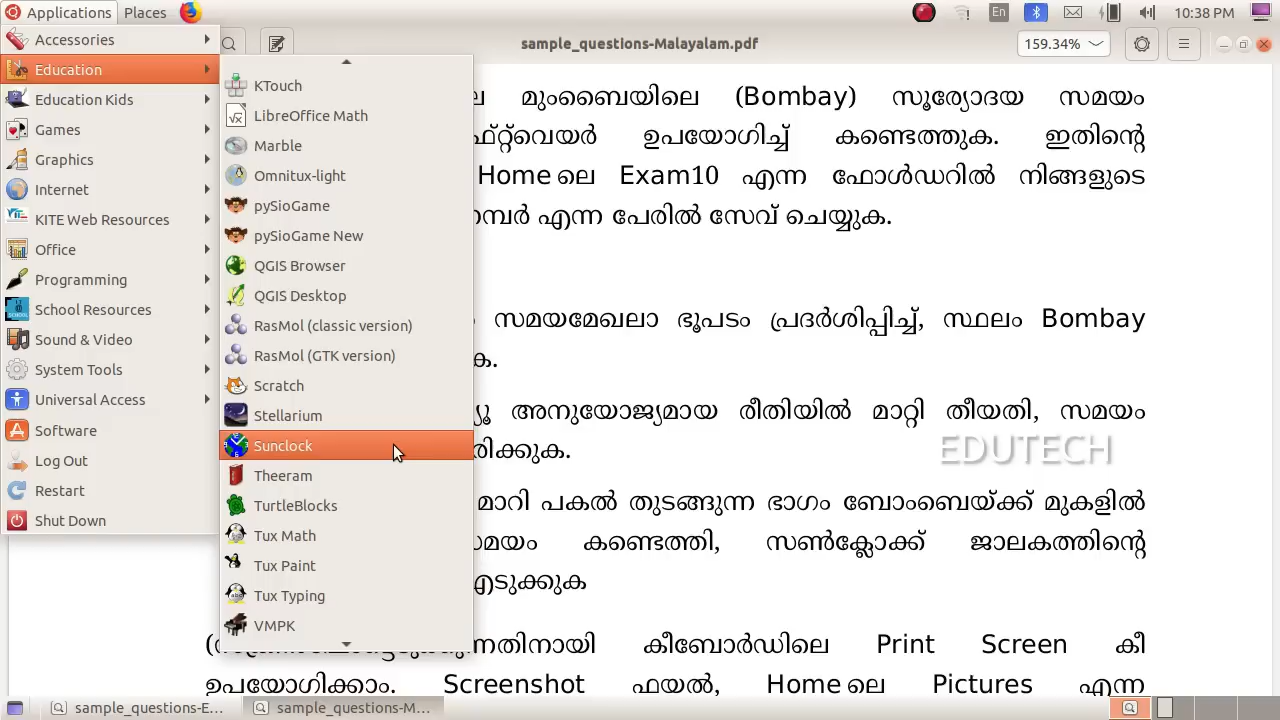 Applications Places En 10:38 PM
sample_questions-Malayalam.pdf 159.34%
Accessories
Education
Education Kids
Games
Graphics
Internet
KITE Web Resources
Office
Programming
School Resources
Sound & Video
System Tools
Universal Access
Software
Log Out
Restart
Shut Down
KTouch
LibreOffice Math
Marble
Omnitux-light
pySioGame
pySioGame New
QGIS Browser
QGIS Desktop
RasMol (classic version)
RasMol (GTK version)
Scratch
Stellarium
Sunclock
Theeram
TurtleBlocks
Tux Math
Tux Paint
Tux Typing
VMPK
മുംബൈയിലെ (Bombay) സൂര്യോദയ സമയം
ഉപയോഗിച്ച് കണ്ടെത്തുക. ഇതിന്റെ
Home ലെ Exam10 എന്ന ഫോൾഡറിൽ നിങ്ങളുടെ
എന്ന പേരിൽ സേവ് ചെയ്യുക.
സമയമേഖലാ ഭൂപടം പ്രദർശിപ്പിച്ച്, സ്ഥലം Bombay
അനുയോജ്യമായ രീതിയിൽ മാറ്റി തീയതി, സമയം
EDUTECH
മാറി പകൽ തുടങ്ങുന്ന ഭാഗം ബോംബെയ്ക്ക് മുകളിൽ
കണ്ടെത്തി, സൺക്ലോക്ക് ജാലകത്തിന്റെ
എടുക്കുക
കീബോർഡിലെ Print Screen കീ
ഉപയോഗിക്കാം. Screenshot ഫയൽ, Home ലെ Pictures എന്ന
sample_questions-E... sample_questions-M...